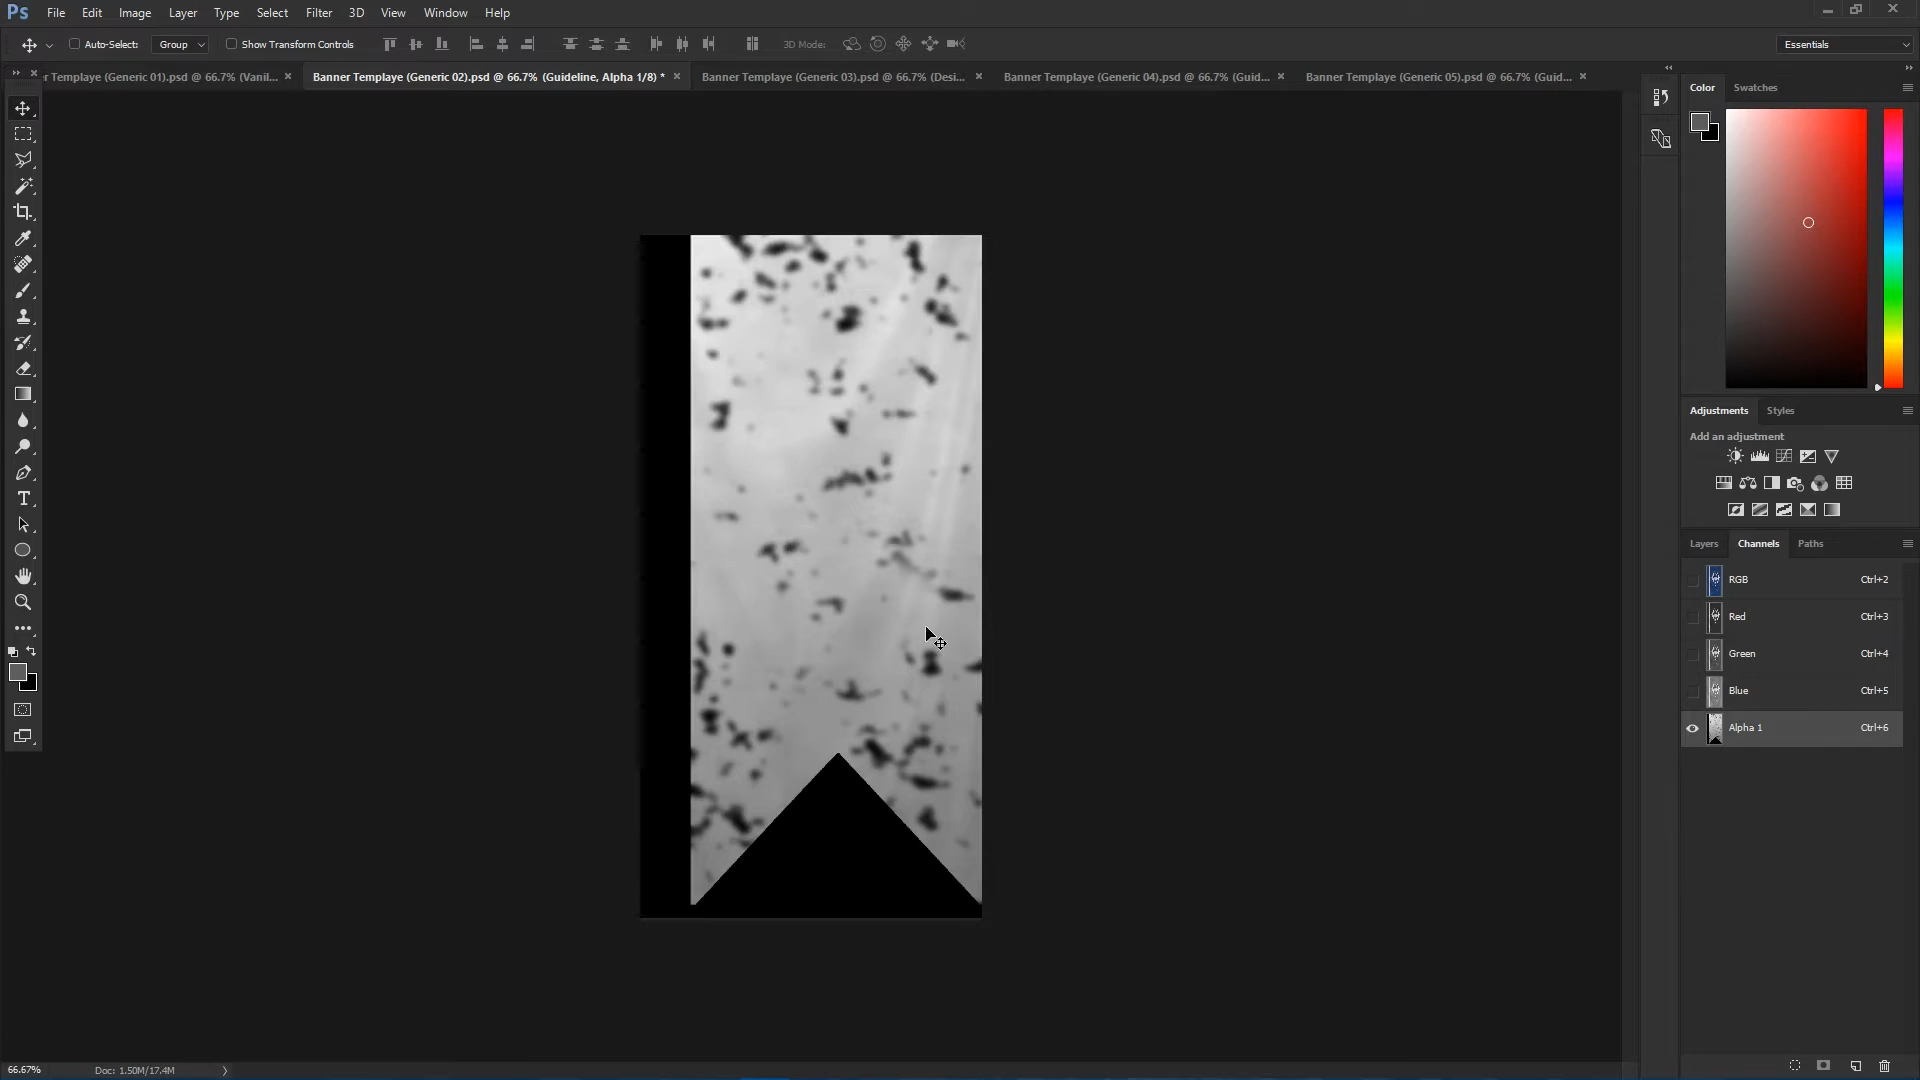 Ps File Edit Image Layer Type Select Filter 3D View Window Help
Auto-Select: Group Show Transform Controls 3D Mode: Essentials
r Templaye (Generic 01).psd @ 66.7% (Vanil... × Banner Templaye (Generic 02).psd @ 66.7% (Guideline, Alpha 1/8) * × Banner Templaye (Generic 03).psd @ 66.7% (Desi... × Banner Templaye (Generic 04).psd @ 66.7% (Guid... × Banner Templaye (Generic 05).psd @ 66.7% (Guid... ×
Color Swatches
Adjustments Styles
Add an adjustment
Layers Channels Paths
RGB Ctrl+2
Red Ctrl+3
Green Ctrl+4
Blue Ctrl+5
Alpha 1 Ctrl+6
66.67% Doc: 1.50M/17.4M